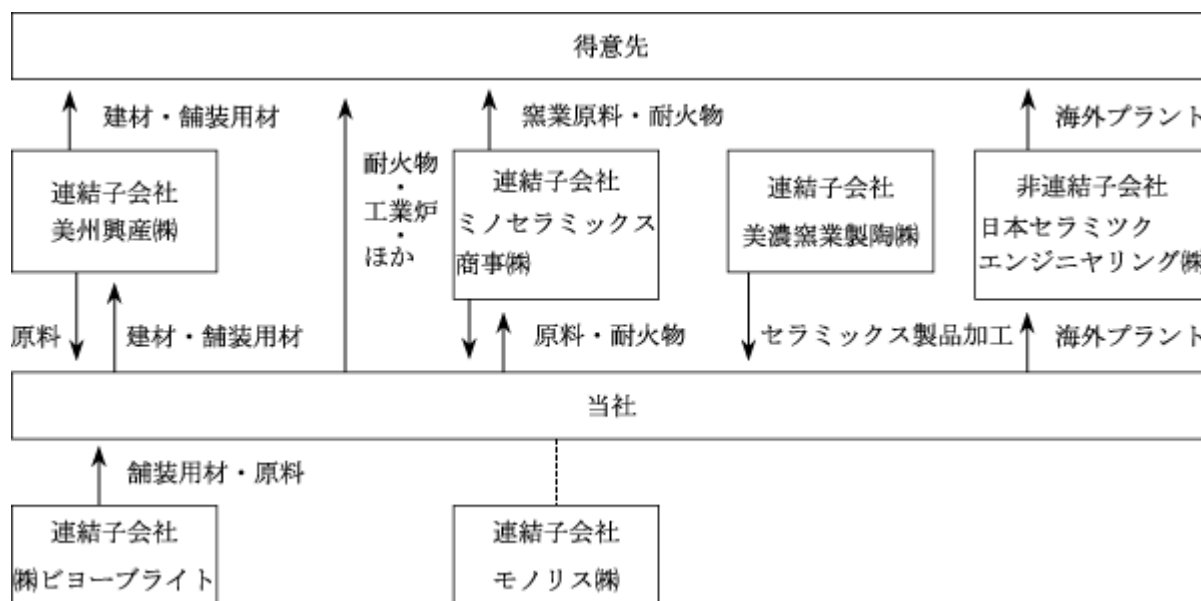 得意先
建材・舗装用材
窯業原料・耐火物
海外プラント
耐火物
・
工業炉
・
ほか
連結子会社
美州興産㈱
連結子会社
ミノセラミックス
商事㈱
連結子会社
美濃窯業製陶㈱
非連結子会社
日本セラミツク
エンジニヤリング㈱
原料
建材・舗装用材
原料・耐火物
セラミックス製品加工
海外プラント
当社
舗装用材・原料
連結子会社
㈱ビヨーブライト
連結子会社
モノリス㈱